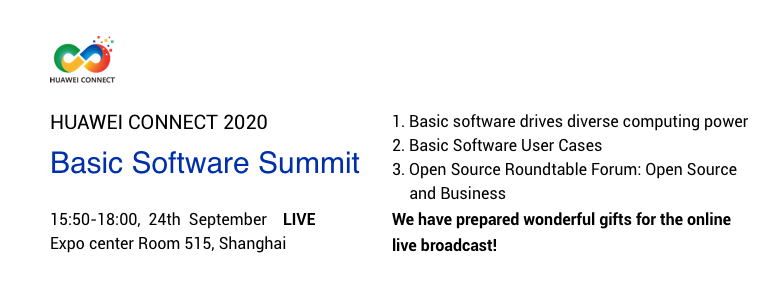 HUAWEI CONNECT
HUAWEI CONNECT 2020
Basic Software Summit
15:50-18:00, 24th September LIVE
Expo center Room 515, Shanghai
1. Basic software drives diverse computing power
2. Basic Software User Cases
3. Open Source Roundtable Forum: Open Source
and Business
We have prepared wonderful gifts for the online
live broadcast!